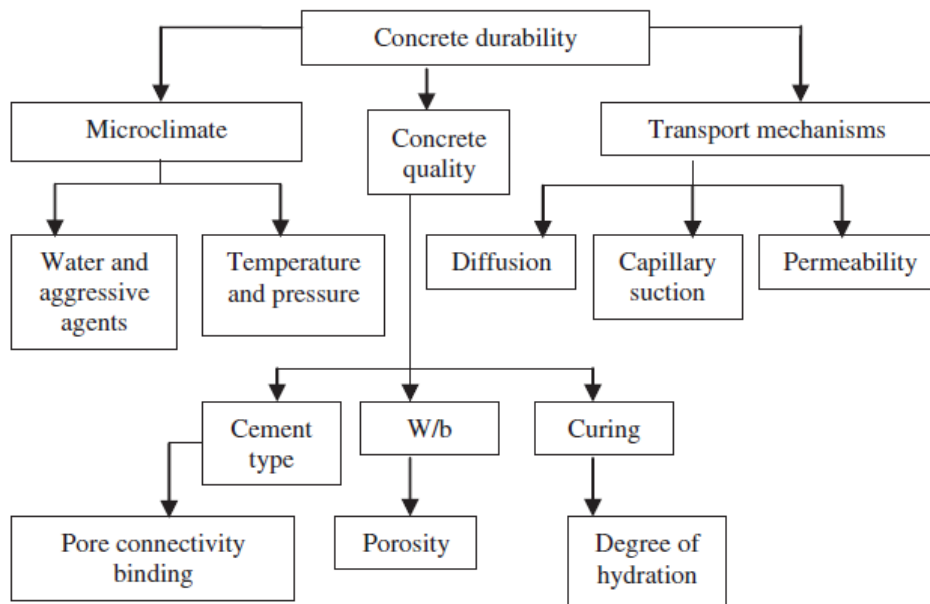 Concrete durability
Microclimate
Concrete
quality
Transport mechanisms
Water and
aggressive
agents
Temperature
and pressure
Diffusion
Capillary
suction
Permeability
Cement
type
W/b
Curing
Pore connectivity
binding
Porosity
Degree of
hydration